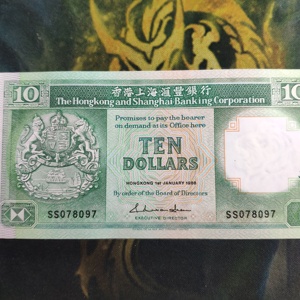 10 香港上海滙豐銀行 10
The Hongkong and Shanghai Banking Corporation
Promises to pay the bearer
on demand at its Office here
TEN
DOLLARS
HONGKONG 1ST JANUARY 1988
By order of the Board of Directors
SS078097 SS078097
EXECUTIVE DIRECTOR